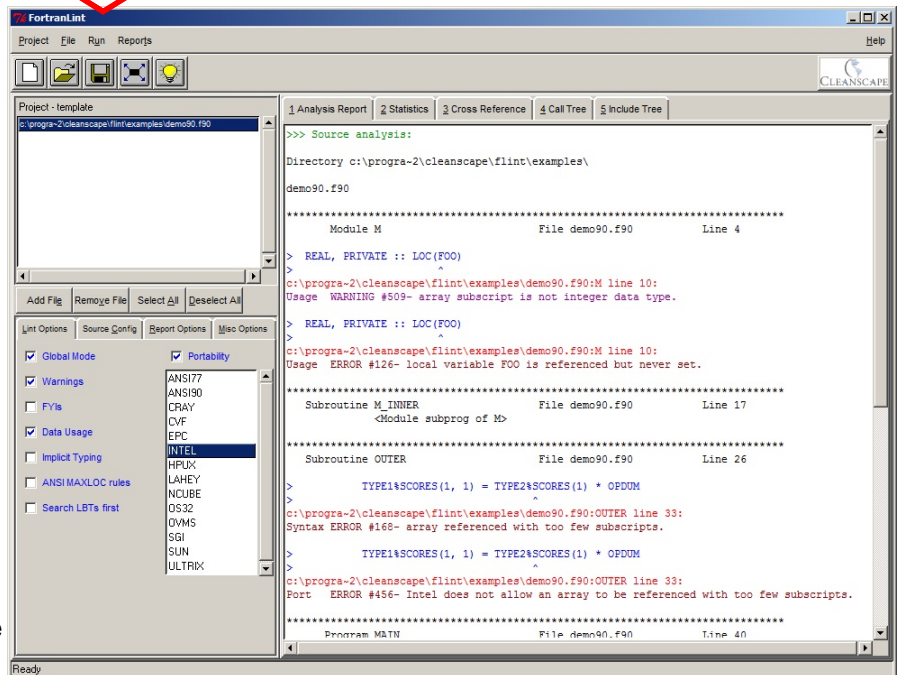 FortranLint
Project File Run Reports Help
CLEANSCAPE
Project - template
c:\progra~2\cleanscape\flint\examples\demo90.f90
Add File Remove File Select All Deselect All
Lint Options Source Config Report Options Misc Options
Global Mode
Portability
Warnings
FYIs
Data Usage
Implicit Typing
ANSI MAXLOC rules
Search LBTs first
ANSI77
ANSI90
CRAY
CVF
EPC
INTEL
HPUX
LAHEY
NCUBE
OS32
OVMS
SGI
SUN
ULTRIX
1 Analysis Report 2 Statistics 3 Cross Reference 4 Call Tree 5 Include Tree
>>> Source analysis:
Directory c:\progra~2\cleanscape\flint\examples\
demo90.f90
********************************************************************************
Module M File demo90.f90 Line 4
> REAL, PRIVATE :: LOC(FOO)
> ^
c:\progra~2\cleanscape\flint\examples\demo90.f90:M line 10:
Usage WARNING #509- array subscript is not integer data type.
> REAL, PRIVATE :: LOC(FOO)
> ^
c:\progra~2\cleanscape\flint\examples\demo90.f90:M line 10:
Usage ERROR #126- local variable FOO is referenced but never set.
********************************************************************************
Subroutine M_INNER File demo90.f90 Line 17
<Module subprog of M>
********************************************************************************
Subroutine OUTER File demo90.f90 Line 26
> TYPE1%SCORES(1, 1) = TYPE2%SCORES(1) * OPDUM
> ^
c:\progra~2\cleanscape\flint\examples\demo90.f90:OUTER line 33:
Syntax ERROR #168- array referenced with too few subscripts.
> TYPE1%SCORES(1, 1) = TYPE2%SCORES(1) * OPDUM
> ^
c:\progra~2\cleanscape\flint\examples\demo90.f90:OUTER line 33:
Port ERROR #456- Intel does not allow an array to be referenced with too few subscripts.
********************************************************************************
Program MAIN File demo90.f90 Line 40
Ready